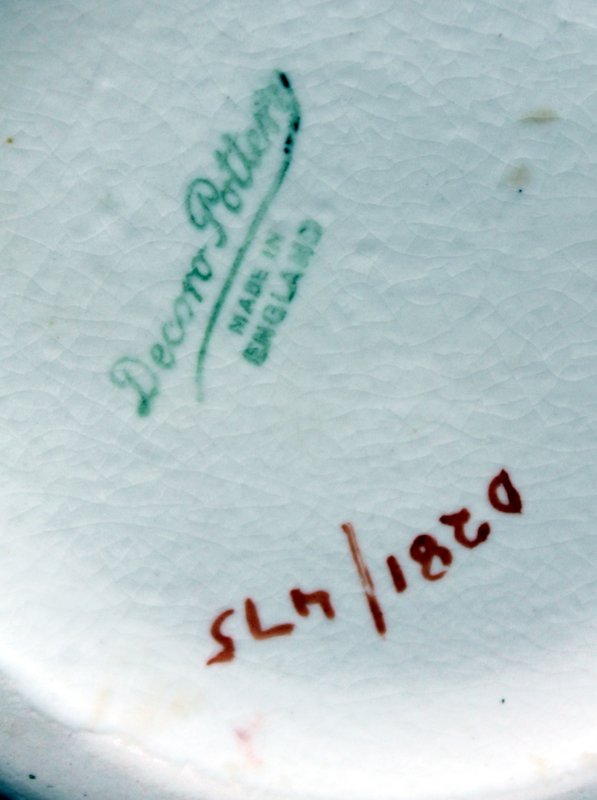 Decoro Pottery
MADE IN
ENGLAND
D281/475